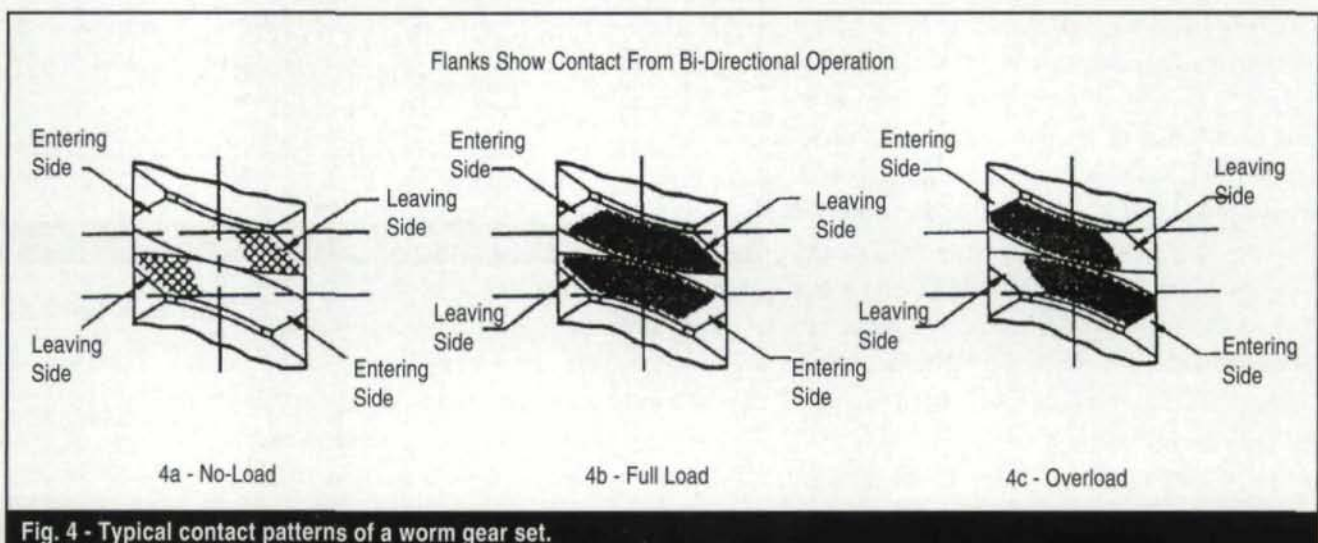 Flanks Show Contact From Bi-Directional Operation
Entering
Side
Leaving
Side
Leaving
Side
Entering
Side
4a - No-Load
Entering
Side
Leaving
Side
Leaving
Side
Entering
Side
4b - Full Load
Entering
Side
Leaving
Side
Leaving
Side
Entering
Side
4c - Overload
Fig. 4 - Typical contact patterns of a worm gear set.